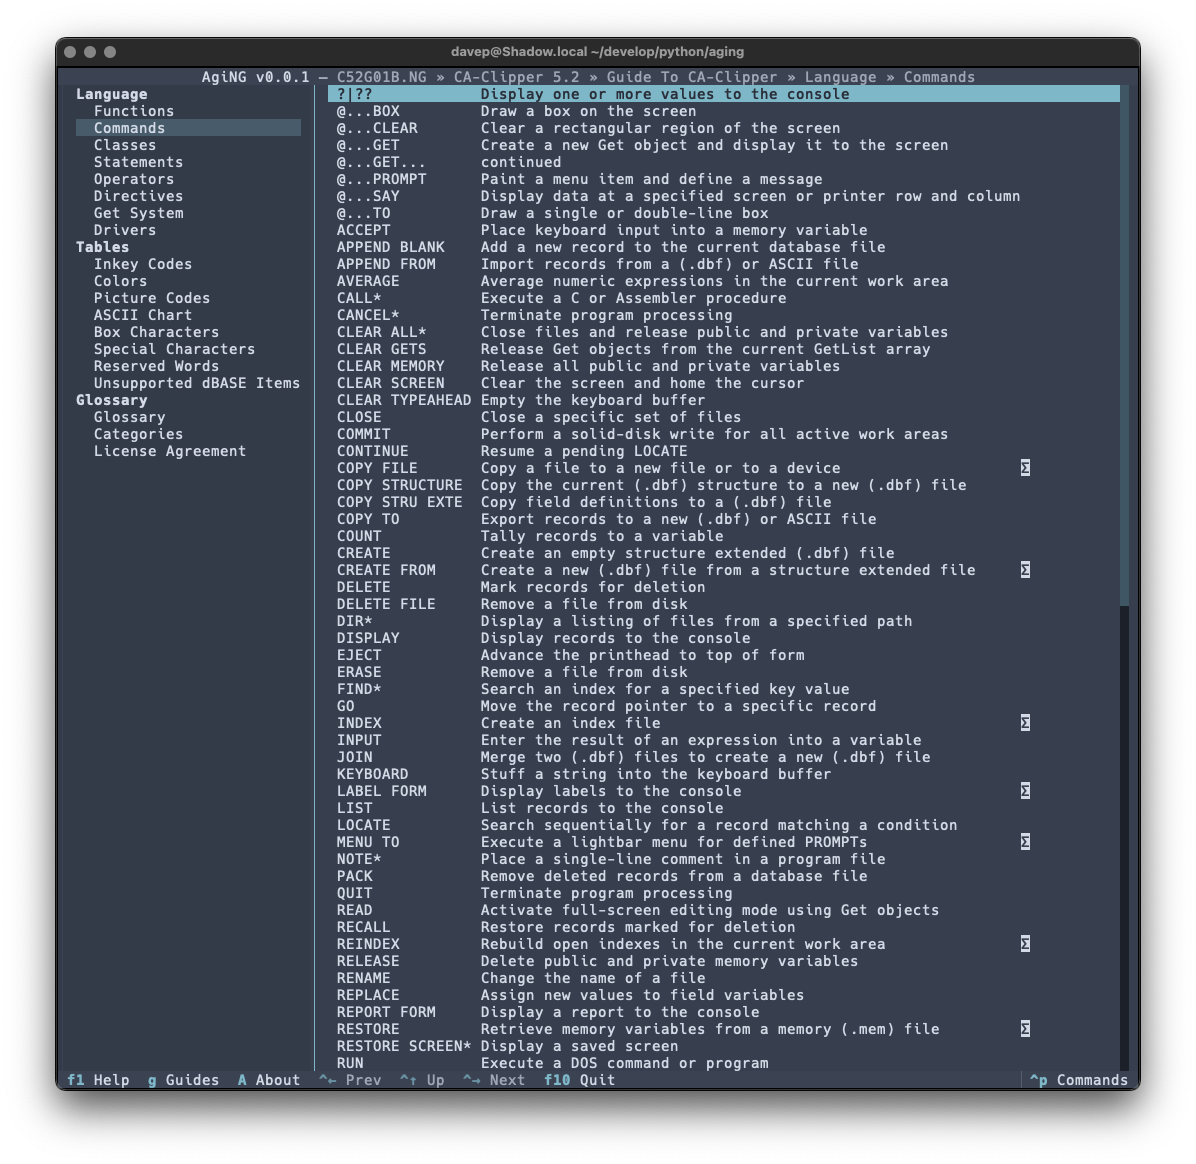 davep@Shadow.local ~/develop/python/aging
AgiNG v0.0.1 — C52G01B.NG » CA-Clipper 5.2 » Guide To CA-Clipper » Language » Commands
Language
Functions
Commands
Classes
Statements
Operators
Directives
Get System
Drivers
Tables
Inkey Codes
Colors
Picture Codes
ASCII Chart
Box Characters
Special Characters
Reserved Words
Unsupported dBASE Items
Glossary
Glossary
Categories
License Agreement
?|?? Display one or more values to the console
@...BOX Draw a box on the screen
@...CLEAR Clear a rectangular region of the screen
@...GET Create a new Get object and display it to the screen
@...GET... continued
@...PROMPT Paint a menu item and define a message
@...SAY Display data at a specified screen or printer row and column
@...TO Draw a single or double-line box
ACCEPT Place keyboard input into a memory variable
APPEND BLANK Add a new record to the current database file
APPEND FROM Import records from a (.dbf) or ASCII file
AVERAGE Average numeric expressions in the current work area
CALL* Execute a C or Assembler procedure
CANCEL* Terminate program processing
CLEAR ALL* Close files and release public and private variables
CLEAR GETS Release Get objects from the current GetList array
CLEAR MEMORY Release all public and private variables
CLEAR SCREEN Clear the screen and home the cursor
CLEAR TYPEAHEAD Empty the keyboard buffer
CLOSE Close a specific set of files
COMMIT Perform a solid-disk write for all active work areas
CONTINUE Resume a pending LOCATE
COPY FILE Copy a file to a new file or to a device Σ
COPY STRUCTURE Copy the current (.dbf) structure to a new (.dbf) file
COPY STRU EXTE Copy field definitions to a (.dbf) file
COPY TO Export records to a new (.dbf) or ASCII file
COUNT Tally records to a variable
CREATE Create an empty structure extended (.dbf) file
CREATE FROM Create a new (.dbf) file from a structure extended file Σ
DELETE Mark records for deletion
DELETE FILE Remove a file from disk
DIR* Display a listing of files from a specified path
DISPLAY Display records to the console
EJECT Advance the printhead to top of form
ERASE Remove a file from disk
FIND* Search an index for a specified key value
GO Move the record pointer to a specific record
INDEX Create an index file Σ
INPUT Enter the result of an expression into a variable
JOIN Merge two (.dbf) files to create a new (.dbf) file
KEYBOARD Stuff a string into the keyboard buffer
LABEL FORM Display labels to the console Σ
LIST List records to the console
LOCATE Search sequentially for a record matching a condition
MENU TO Execute a lightbar menu for defined PROMPTs Σ
NOTE* Place a single-line comment in a program file
PACK Remove deleted records from a database file
QUIT Terminate program processing
READ Activate full-screen editing mode using Get objects
RECALL Restore records marked for deletion
REINDEX Rebuild open indexes in the current work area Σ
RELEASE Delete public and private memory variables
RENAME Change the name of a file
REPLACE Assign new values to field variables
REPORT FORM Display a report to the console
RESTORE Retrieve memory variables from a memory (.mem) file Σ
RESTORE SCREEN* Display a saved screen
RUN Execute a DOS command or program
f1 Help g Guides A About ^← Prev ^↑ Up ^→ Next f10 Quit ^p Commands